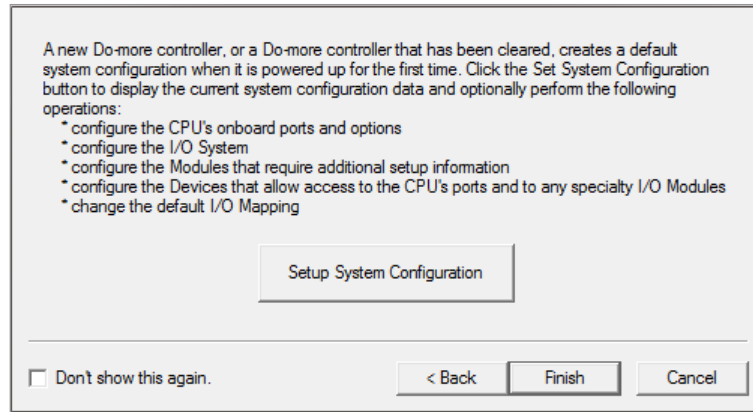 A new Do-more controller, or a Do-more controller that has been cleared, creates a default
system configuration when it is powered up for the first time. Click the Set System Configuration
button to display the current system configuration data and optionally perform the following
operations:
* configure the CPU's onboard ports and options
* configure the I/O System
* configure the Modules that require additional setup information
* configure the Devices that allow access to the CPU's ports and to any specialty I/O Modules
* change the default I/O Mapping
Setup System Configuration
Don't show this again.
< Back
Finish
Cancel